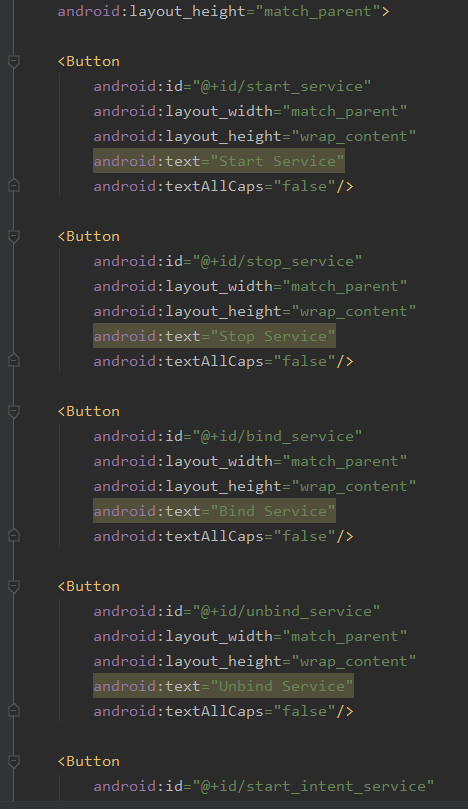 android:layout_height="match_parent">
<Button
android:id="@+id/start_service"
android:layout_width="match_parent"
android:layout_height="wrap_content"
android:text="Start Service"
android:textAllCaps="false"/>
<Button
android:id="@+id/stop_service"
android:layout_width="match_parent"
android:layout_height="wrap_content"
android:text="Stop Service"
android:textAllCaps="false"/>
<Button
android:id="@+id/bind_service"
android:layout_width="match_parent"
android:layout_height="wrap_content"
android:text="Bind Service"
android:textAllCaps="false"/>
<Button
android:id="@+id/unbind_service"
android:layout_width="match_parent"
android:layout_height="wrap_content"
android:text="Unbind Service"
android:textAllCaps="false"/>
<Button
android:id="@+id/start_intent_service"